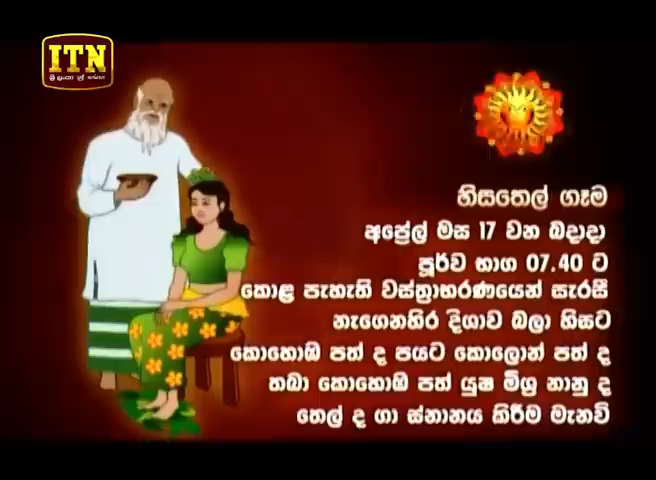 ITN
හිසතෙල් ගෑම
අප්‍රේල් මස 17 වන බදාදා
පූර්ව භාග 07.40 ට
කොළ පැහැති වස්ත්‍රාභරණයෙන් සැරසී
නැගෙනහිර දිශාව බලා හිසට
කොහොඹ පත් ද පයට කොලොන් පත් ද
තබා කොහොඹ පත් යුෂ මිශ්‍ර නානු ද
තෙල් ද ගා ස්නානය කිරීම මැනවි